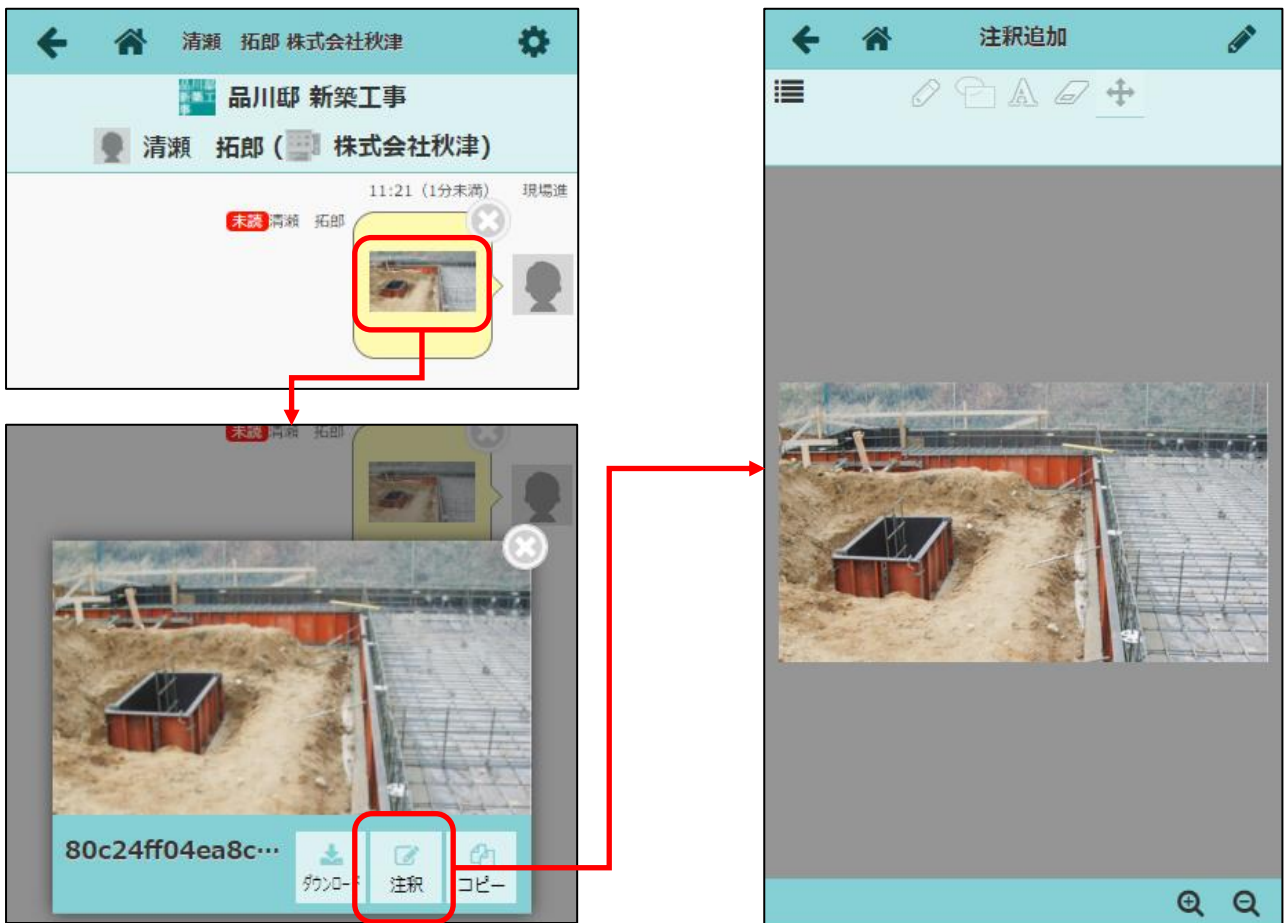 清瀬 拓郎 株式会社秋津
品川邸 新築工事
清瀬 拓郎 ( 株式会社秋津)
11:21（1分未満） 現場進
未読 清瀬 拓郎
未読 清瀬 拓郎
80c24ff04ea8c…
ダウンロード
注釈
コピー
注釈追加